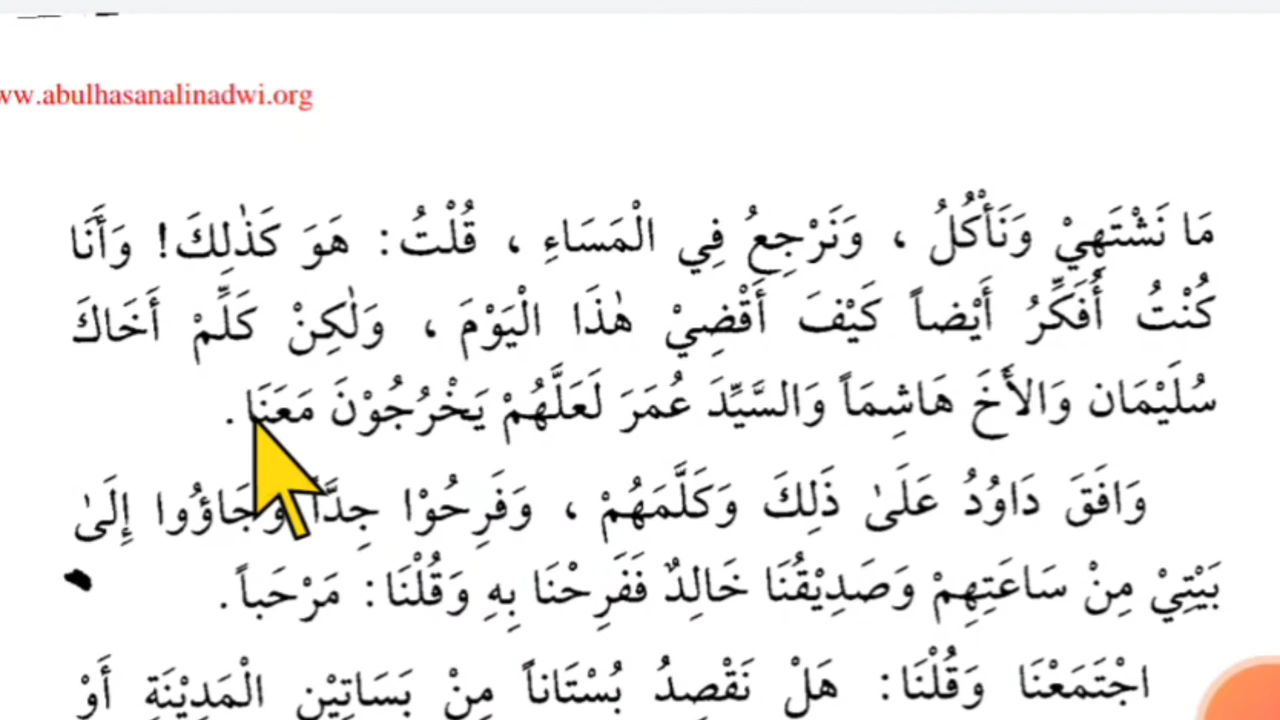 ww.abulhasanalinadwi.org
مَا نَشْتَهِيْ وَنَأْكُلُ ، وَنَرْجِعُ فِي الْمَسَاءِ ، قُلْتُ : هَوَ كَذٰلِكَ ! وَأَنَا
كُنْتُ أُفَكِّرُ أَيْضاً كَيْفَ أَقْضِيْ هٰذَا الْيَوْمَ ، وَلٰكِنْ كَلِّمْ أَخَاكَ
سُلَيْمَان وَالأَخَ هَاشِمَاً وَالسَّيِّدَ عُمَرَ لَعَلَّهُمْ يَخْرُجُوْنَ مَعَنَا .
وَافَقَ دَاوُدُ عَلَىٰ ذَلِكَ وَكَلَّمَهُمْ ، وَفَرِحُوْا جِدَّاً وَجَاؤُوا إِلَىٰ
بَيْتِيْ مِنْ سَاعَتِهِمْ وَصَدِيْقُنَا خَالِدٌ فَفَرِحْنَا بِهِ وَقُلْنَا : مَرْحَباً .
اجْتَمَعْنَا وَقُلْنَا : هَلْ نَقْصِدُ بُسْتَاناً مِنْ بَسَاتِيْنِ الْمَدِيْنَةِ أَوْ